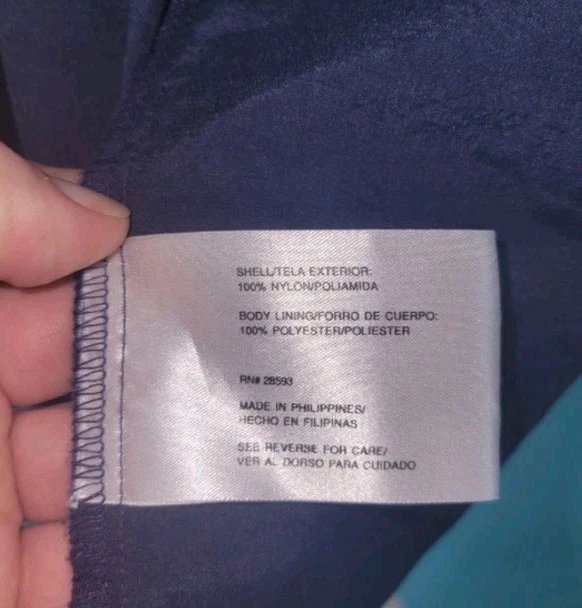 SHELL/TELA EXTERIOR:
100% NYLON/POLIAMIDA
BODY LINING/FORRO DE CUERPO:
100% POLYESTER/POLIESTER
RN# 28593
MADE IN PHILIPPINES/
HECHO EN FILIPINAS
SEE REVERSE FOR CARE/
VER AL DORSO PARA CUIDADO